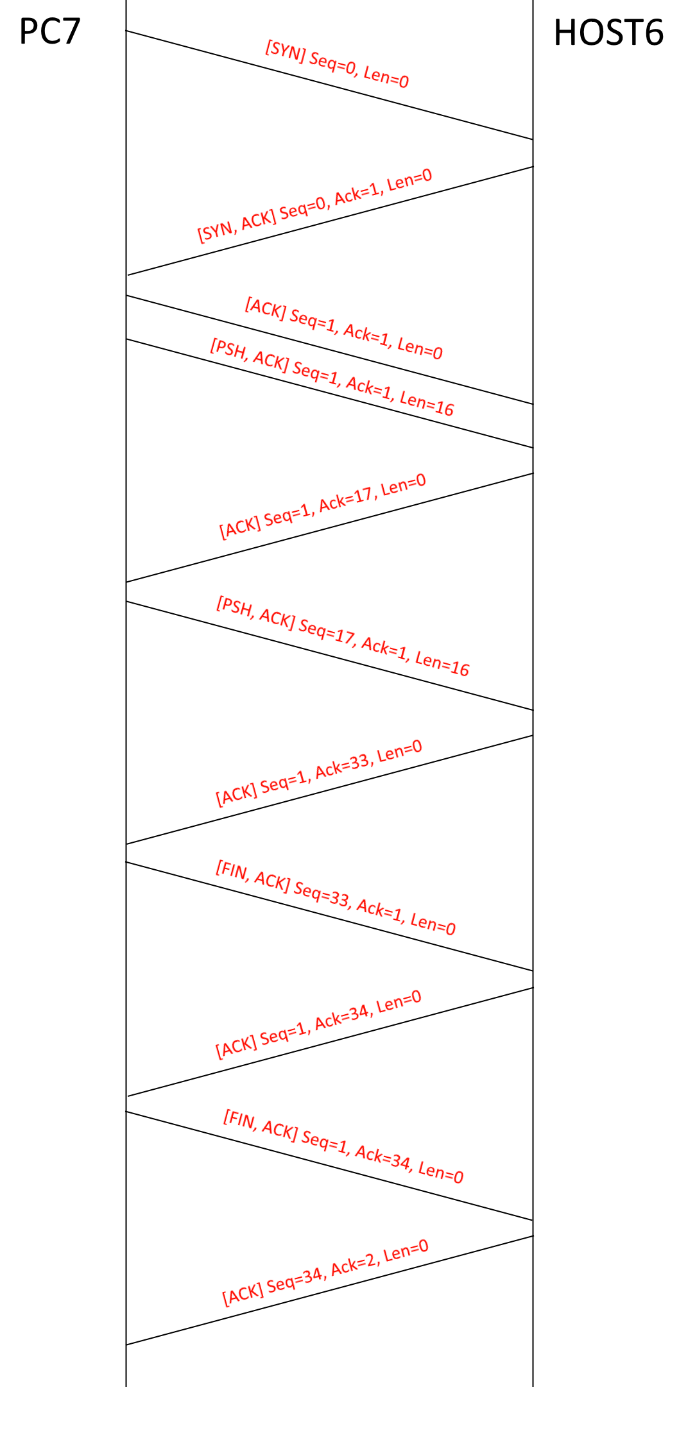 PC7
HOST6
[SYN] Seq=0, Len=0
[SYN, ACK] Seq=0, Ack=1, Len=0
[ACK] Seq=1, Ack=1, Len=0
[PSH, ACK] Seq=1, Ack=1, Len=16
[ACK] Seq=1, Ack=17, Len=0
[PSH, ACK] Seq=17, Ack=1, Len=16
[ACK] Seq=1, Ack=33, Len=0
[FIN, ACK] Seq=33, Ack=1, Len=0
[ACK] Seq=1, Ack=34, Len=0
[FIN, ACK] Seq=1, Ack=34, Len=0
[ACK] Seq=34, Ack=2, Len=0